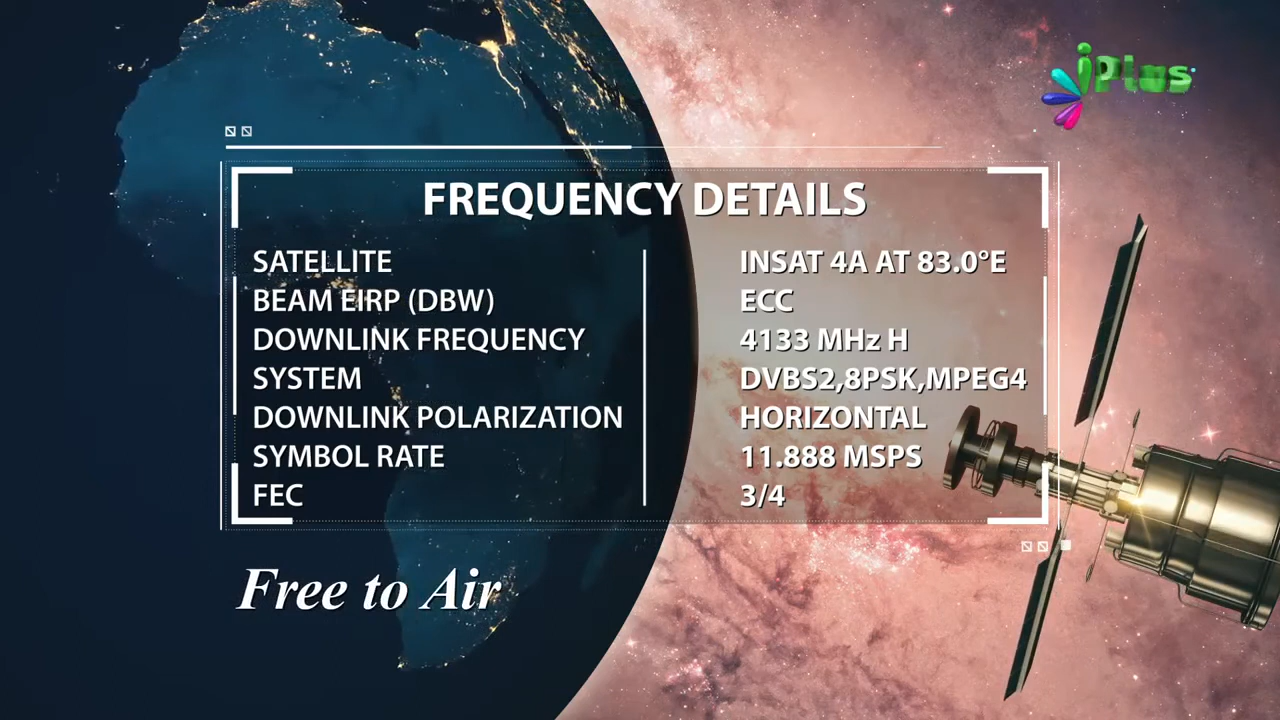 iPlus
FREQUENCY DETAILS
SATELLITE INSAT 4A AT 83.0°E
BEAM EIRP (DBW) ECC
DOWNLINK FREQUENCY 4133 MHz H
SYSTEM DVBS2,8PSK,MPEG4
DOWNLINK POLARIZATION HORIZONTAL
SYMBOL RATE 11.888 MSPS
FEC 3/4
Free to Air